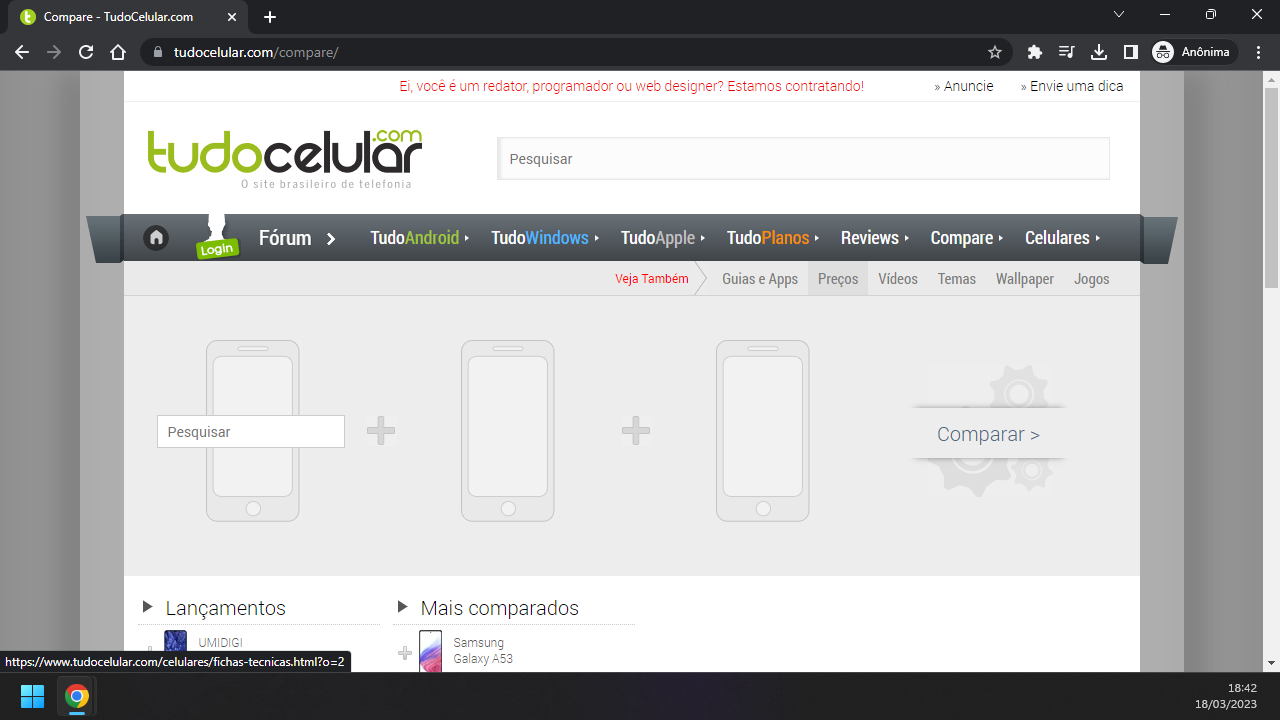 Compare - TudoCelular.com
tudocelular.com/compare/
Anônima
Ei, você é um redator, programador ou web designer? Estamos contratando!
» Anuncie
» Envie uma dica
tudocelular.com
O site brasileiro de telefonia
Pesquisar
Login
Fórum
TudoAndroid
TudoWindows
TudoApple
TudoPlanos
Reviews
Compare
Celulares
Veja Também
Guias e Apps
Preços
Vídeos
Temas
Wallpaper
Jogos
Pesquisar
Comparar >
Lançamentos
UMIDIGI
Mais comparados
Samsung
Galaxy A53
https://www.tudocelular.com/celulares/fichas-tecnicas.html?o=2
18:42
18/03/2023